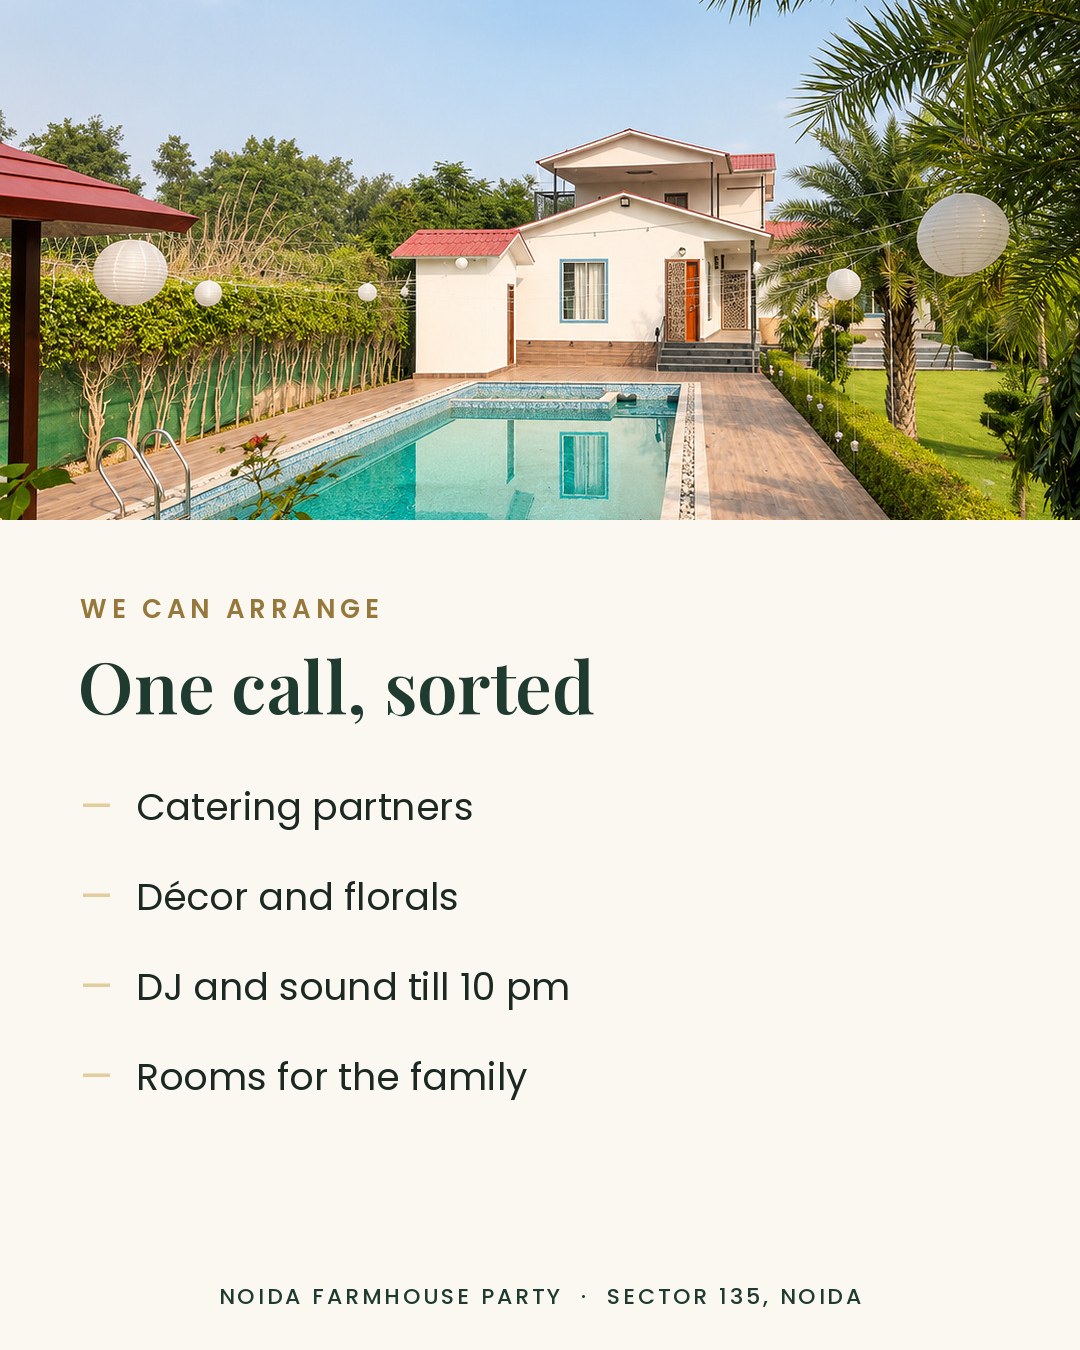 WE CAN ARRANGE
One call, sorted
— Catering partners
— Décor and florals
— DJ and sound till 10 pm
— Rooms for the family
NOIDA FARMHOUSE PARTY · SECTOR 135, NOIDA